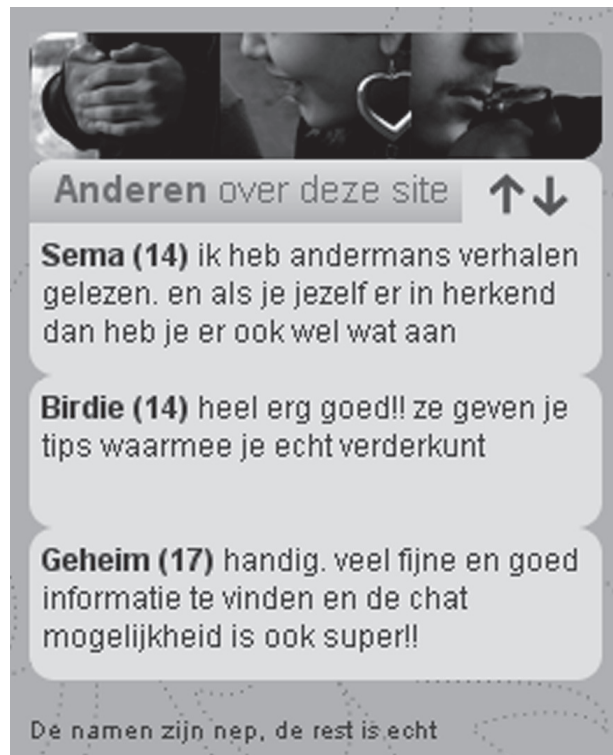 Anderen over deze site
Sema (14) ik heb andermans verhalen
gelezen. en als je jezelf er in herkend
dan heb je er ook wel wat aan
Birdie (14) heel erg goed!! ze geven je
tips waarmee je echt verderkunt
Geheim (17) handig. veel fijne en goed
informatie te vinden en de chat
mogelijkheid is ook super!!
De namen zijn nep, de rest is echt